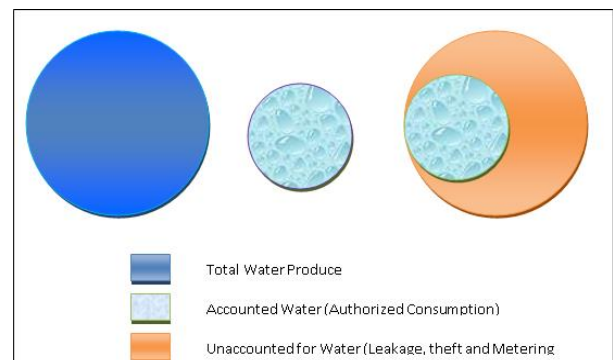 Total Water Produce
Accounted Water (Authorized Consumption)
Unaccounted for Water (Leakage, theft and Metering